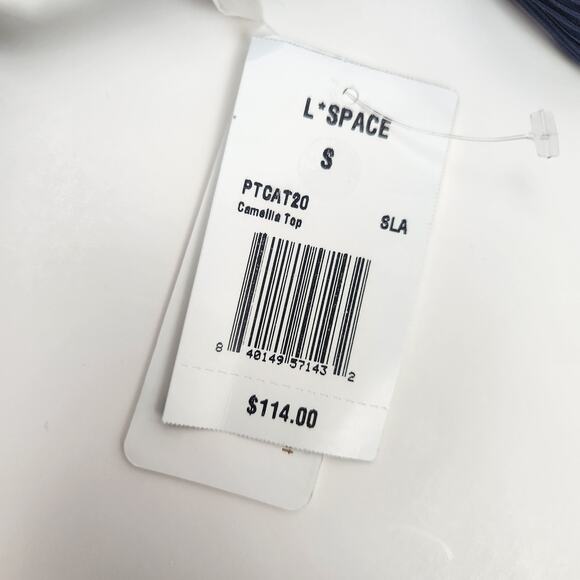 L*SPACE
S
PTCAT20
Camellia Top SLA
8 40149 57143 2
$114.00